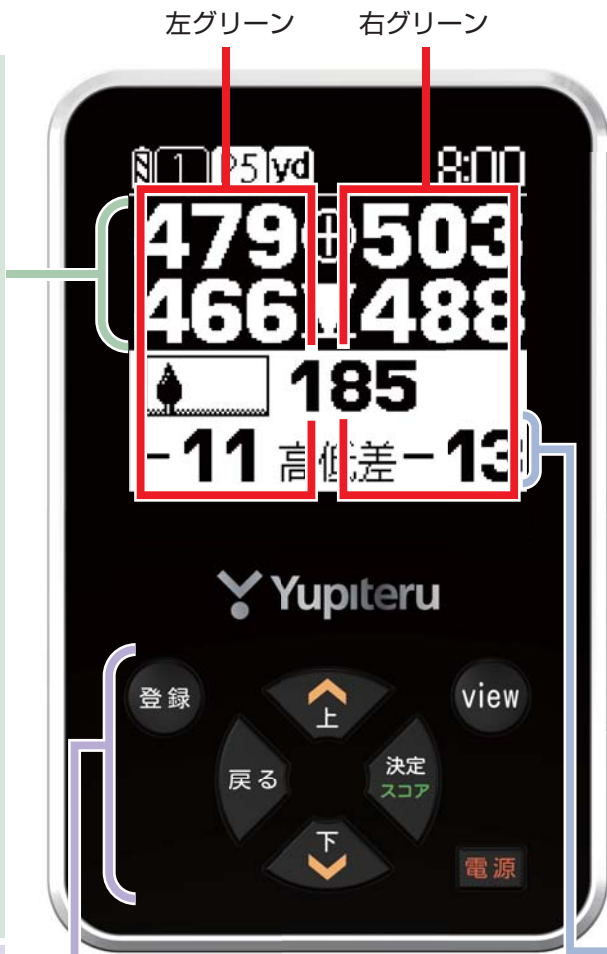 左グリーン 右グリーン
1 P5 yd 8:00
479 503
466 488
185
-11 高低差 -13
Yupiteru
登録 上 view
戻る 決定
スコア
下
電源